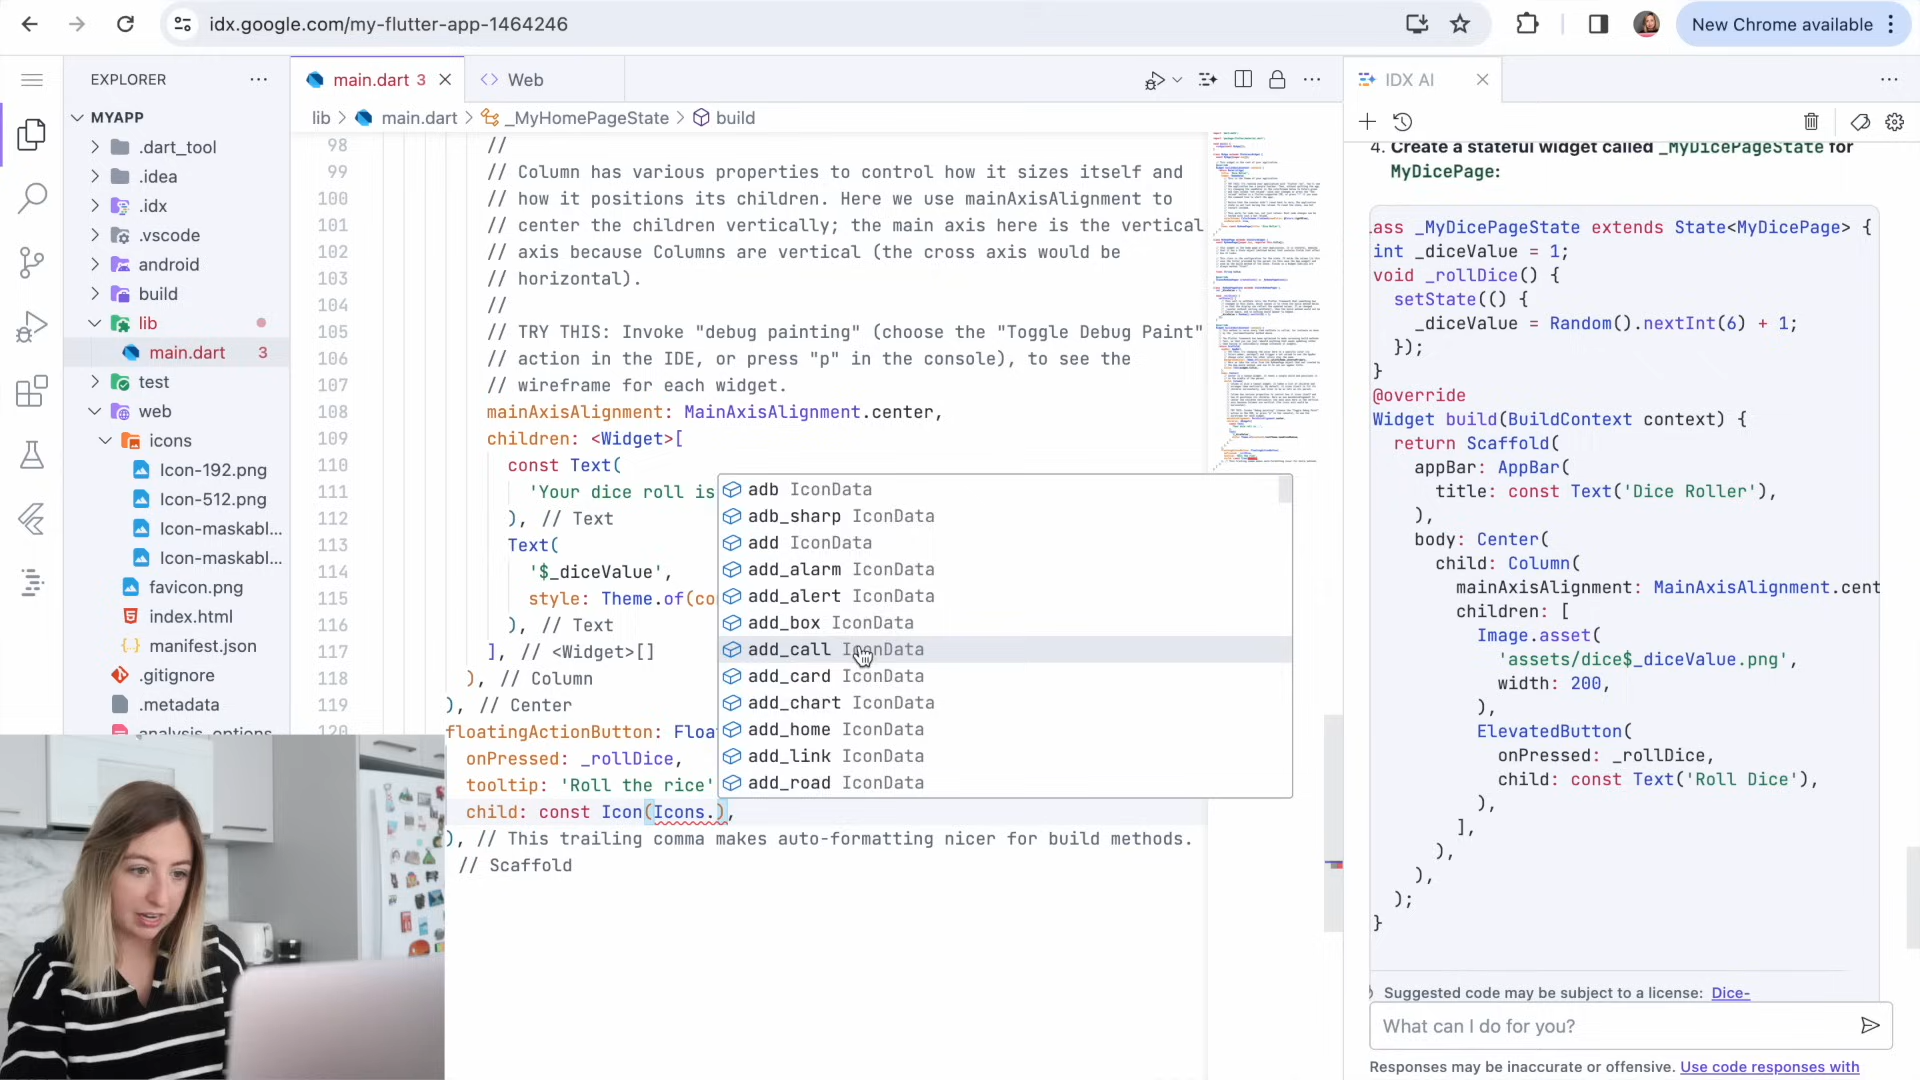 idx.google.com/my-flutter-app-1464246
New Chrome available
EXPLORER
MYAPP
.dart_tool
.idea
.idx
.vscode
android
build
lib
main.dart 3
test
web
icons
Icon-192.png
Icon-512.png
Icon-maskabl...
Icon-maskabl...
favicon.png
index.html
manifest.json
.gitignore
.metadata
analysis_options
main.dart 3
Web
lib > main.dart > _MyHomePageState > build
98 //
99 // Column has various properties to control how it sizes itself and
100 // how it positions its children. Here we use mainAxisAlignment to
101 // center the children vertically; the main axis here is the vertical
102 // axis because Columns are vertical (the cross axis would be
103 // horizontal).
104 //
105 // TRY THIS: Invoke "debug painting" (choose the "Toggle Debug Paint"
106 // action in the IDE, or press "p" in the console), to see the
107 // wireframe for each widget.
108 mainAxisAlignment: MainAxisAlignment.center,
109 children: <Widget>[
110 const Text(
111 'Your dice roll is
112 ), // Text
113 Text(
114 '$_diceValue',
115 style: Theme.of(co
116 ), // Text
117 ], // <Widget>[]
118 ), // Column
119 ), // Center
120 floatingActionButton: Floa
onPressed: _rollDice,
tooltip: 'Roll the rice'
child: const Icon(Icons.),
), // This trailing comma makes auto-formatting nicer for build methods.
// Scaffold
adb IconData
adb_sharp IconData
add IconData
add_alarm IconData
add_alert IconData
add_box IconData
add_call IconData
add_card IconData
add_chart IconData
add_home IconData
add_link IconData
add_road IconData
IDX AI
4. Create a stateful widget called _MyDicePageState for
MyDicePage:
lass _MyDicePageState extends State<MyDicePage> {
int _diceValue = 1;
void _rollDice() {
setState(() {
_diceValue = Random().nextInt(6) + 1;
});
}
@override
Widget build(BuildContext context) {
return Scaffold(
appBar: AppBar(
title: const Text('Dice Roller'),
),
body: Center(
child: Column(
mainAxisAlignment: MainAxisAlignment.cent
children: [
Image.asset(
'assets/dice$_diceValue.png',
width: 200,
),
ElevatedButton(
onPressed: _rollDice,
child: const Text('Roll Dice'),
),
],
),
),
);
}
Suggested code may be subject to a license: Dice-
What can I do for you?
Responses may be inaccurate or offensive. Use code responses with